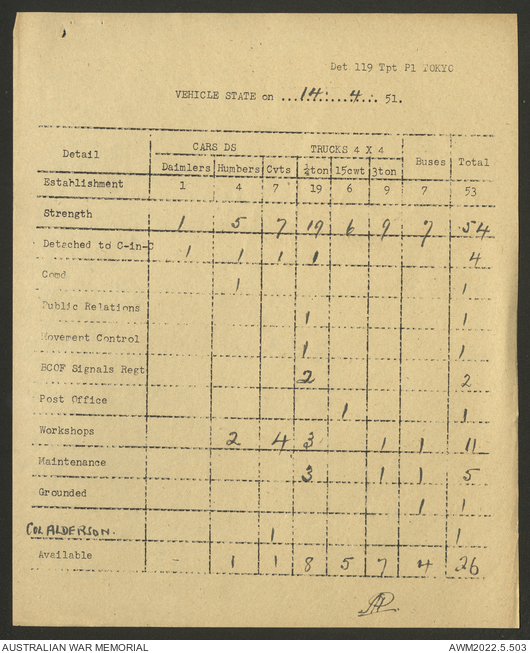 Det 119 Tpt Pl TOKYO
VEHICLE STATE on ...14...4... 51.
Detail CARS DS TRUCKS 4 X 4 Buses Total
Daimlers Humbers Cvts ¼ton 15cwt 3ton
Establishment 1 4 7 19 6 9 7 53
Strength 1 5 7 19 6 9 7 54
Detached to C-in-C 1 1 1 1 4
Comd 1 1
Public Relations 1 1
Movement Control 1 1
BCOF Signals Regt 2 2
Post Office 1 1
Workshops 2 4 3 1 1 11
Maintenance 3 1 1 5
Grounded 1 1
COL ALDERSON. 1 1
Available - 1 1 8 5 7 4 26
AUSTRALIAN WAR MEMORIAL AWM2022.5.503